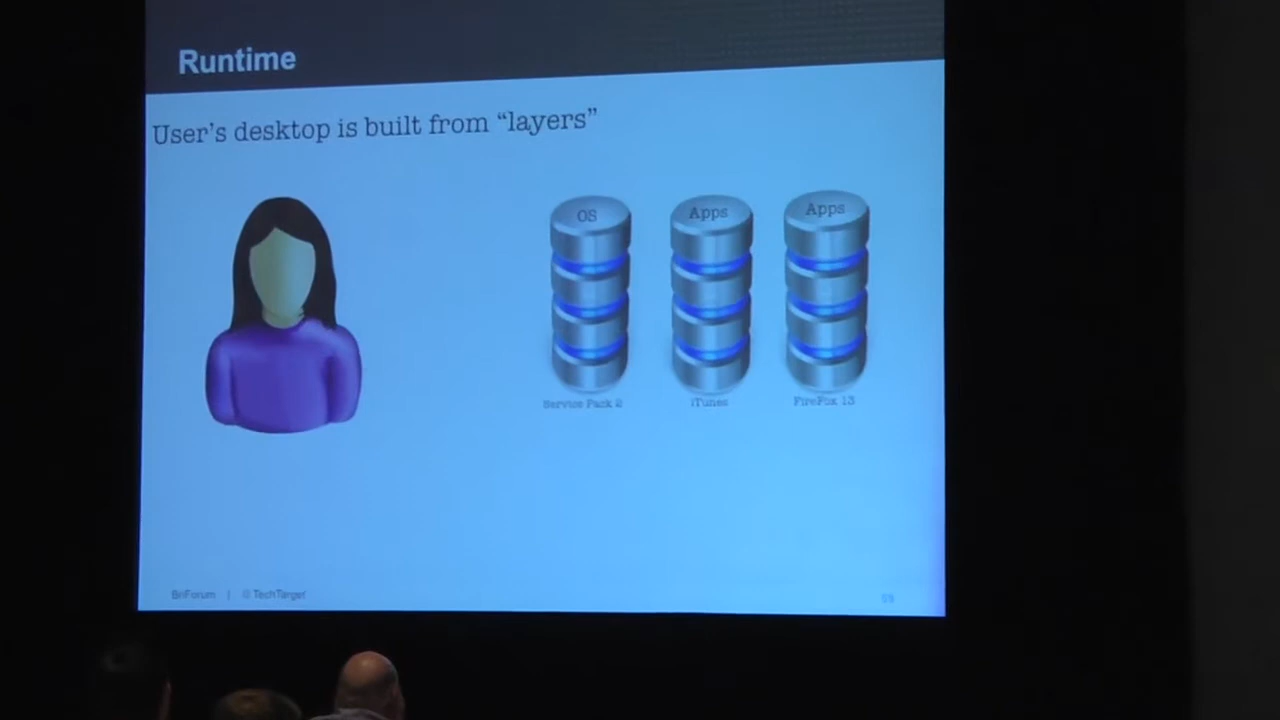 Runtime
User's desktop is built from “layers”
OS
Apps
Apps
Service Pack 2
iTunes
FireFox 13
BriForum | © TechTarget